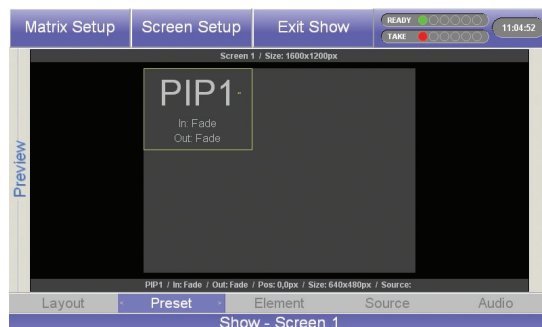 Matrix Setup
Screen Setup
Exit Show
READY
TAKE
11:04:52
Screen 1 / Size: 1600x1200px
Preview
PIP1
In: Fade
Out: Fade
PIP1 / In: Fade / Out: Fade / Pos: 0,0px / Size: 640x480px / Source:
Layout
Preset
Element
Source
Audio
Show - Screen 1